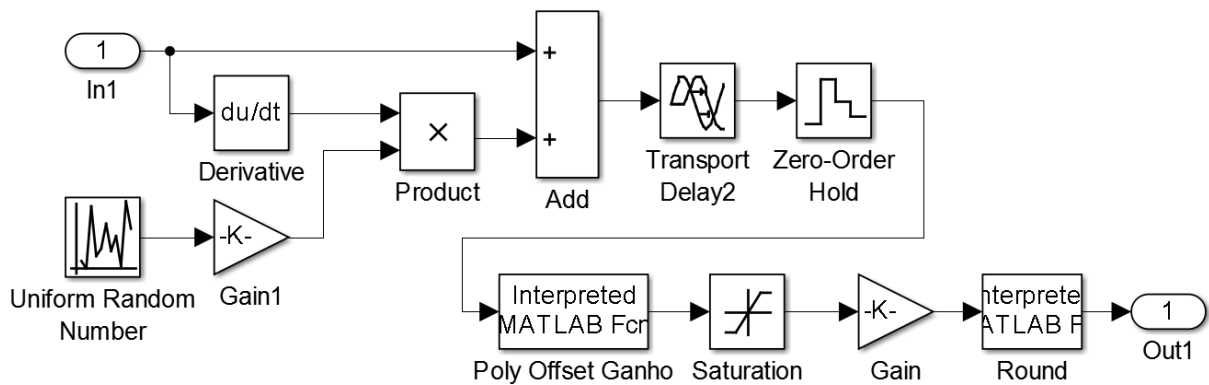 1
In1
du/dt
Derivative
×
Product
+
+
Add
Transport
Delay2
Zero-Order
Hold
Uniform Random
Number
-K-
Gain1
Interpreted
MATLAB Fcn
Poly Offset Ganho
Saturation
-K-
Gain
nterprete
ATLAB F
Round
1
Out1